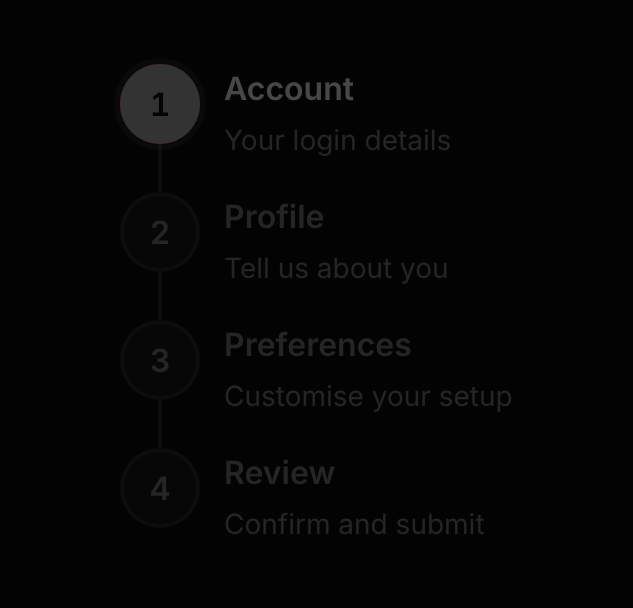 1
Account
Your login details
2
Profile
Tell us about you
3
Preferences
Customise your setup
4
Review
Confirm and submit